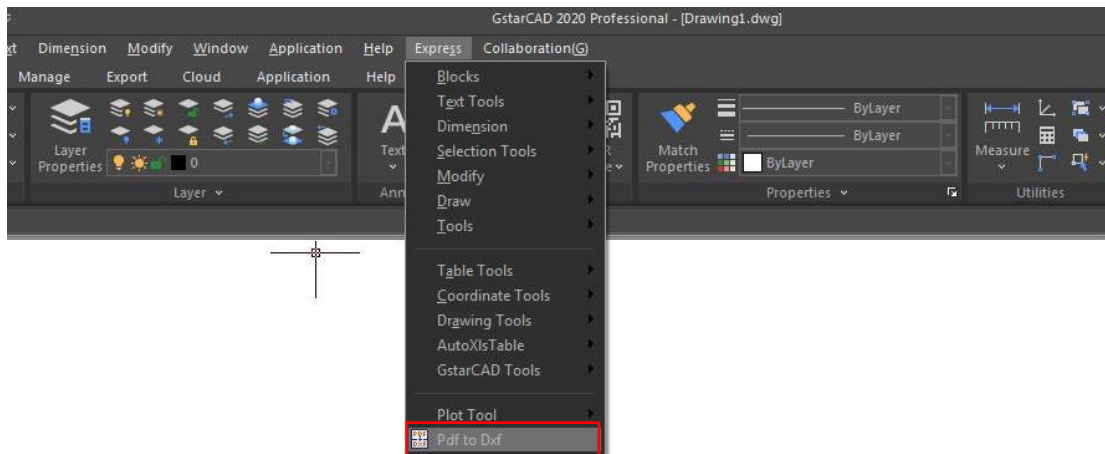 GstarCAD 2020 Professional - [Drawing1.dwg]
Dimension Modify Window Application Help Express Collaboration(G)
Manage Export Cloud Application Help
Blocks
Text Tools
Dimension
Selection Tools
Modify
Draw
Tools
Table Tools
Coordinate Tools
Drawing Tools
AutoXlsTable
GstarCAD Tools
Plot Tool
Pdf to Dxf
Layer
Properties
0
Layer
Text
Match
Properties
ByLayer
ByLayer
ByLayer
Properties
Measure
Utilities